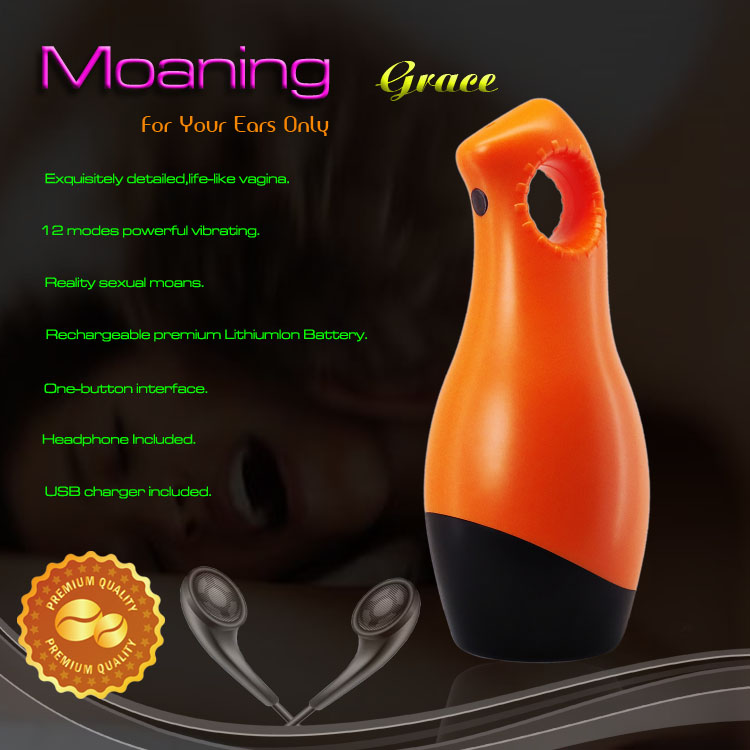 Moaning Grace
For Your Ears Only
Exquisitely detailed,life-like vagina.
12 modes powerful vibrating.
Reality sexual moans.
Rechargeable premium LithiumIon Battery.
One-button interface.
Headphone Included.
USB charger included.
PREMIUM QUALITY
PREMIUM QUALITY